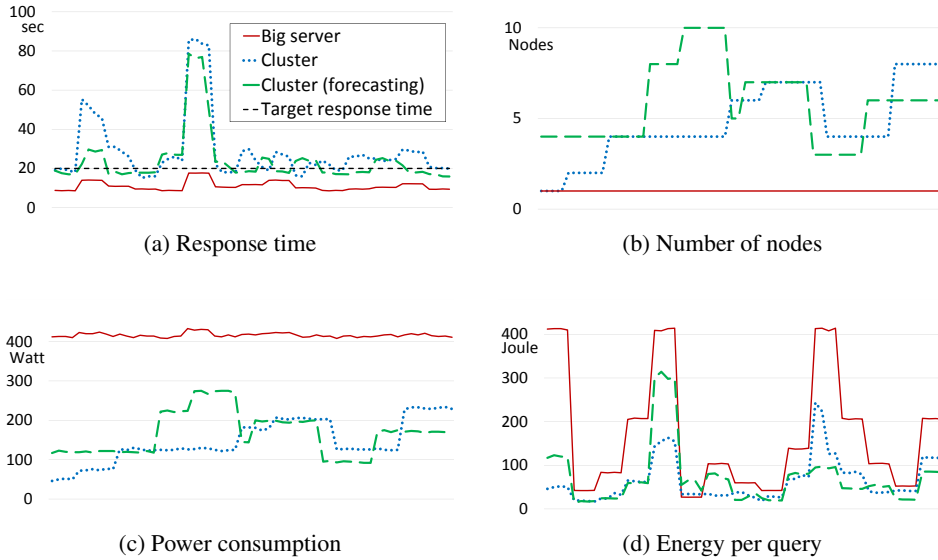 100
sec
80
60
40
20
0
Big server
Cluster
Cluster (forecasting)
Target response time
(a) Response time
10
Nodes
5
0
(b) Number of nodes
400
Watt
300
200
100
0
(c) Power consumption
400
Joule
300
200
100
0
(d) Energy per query